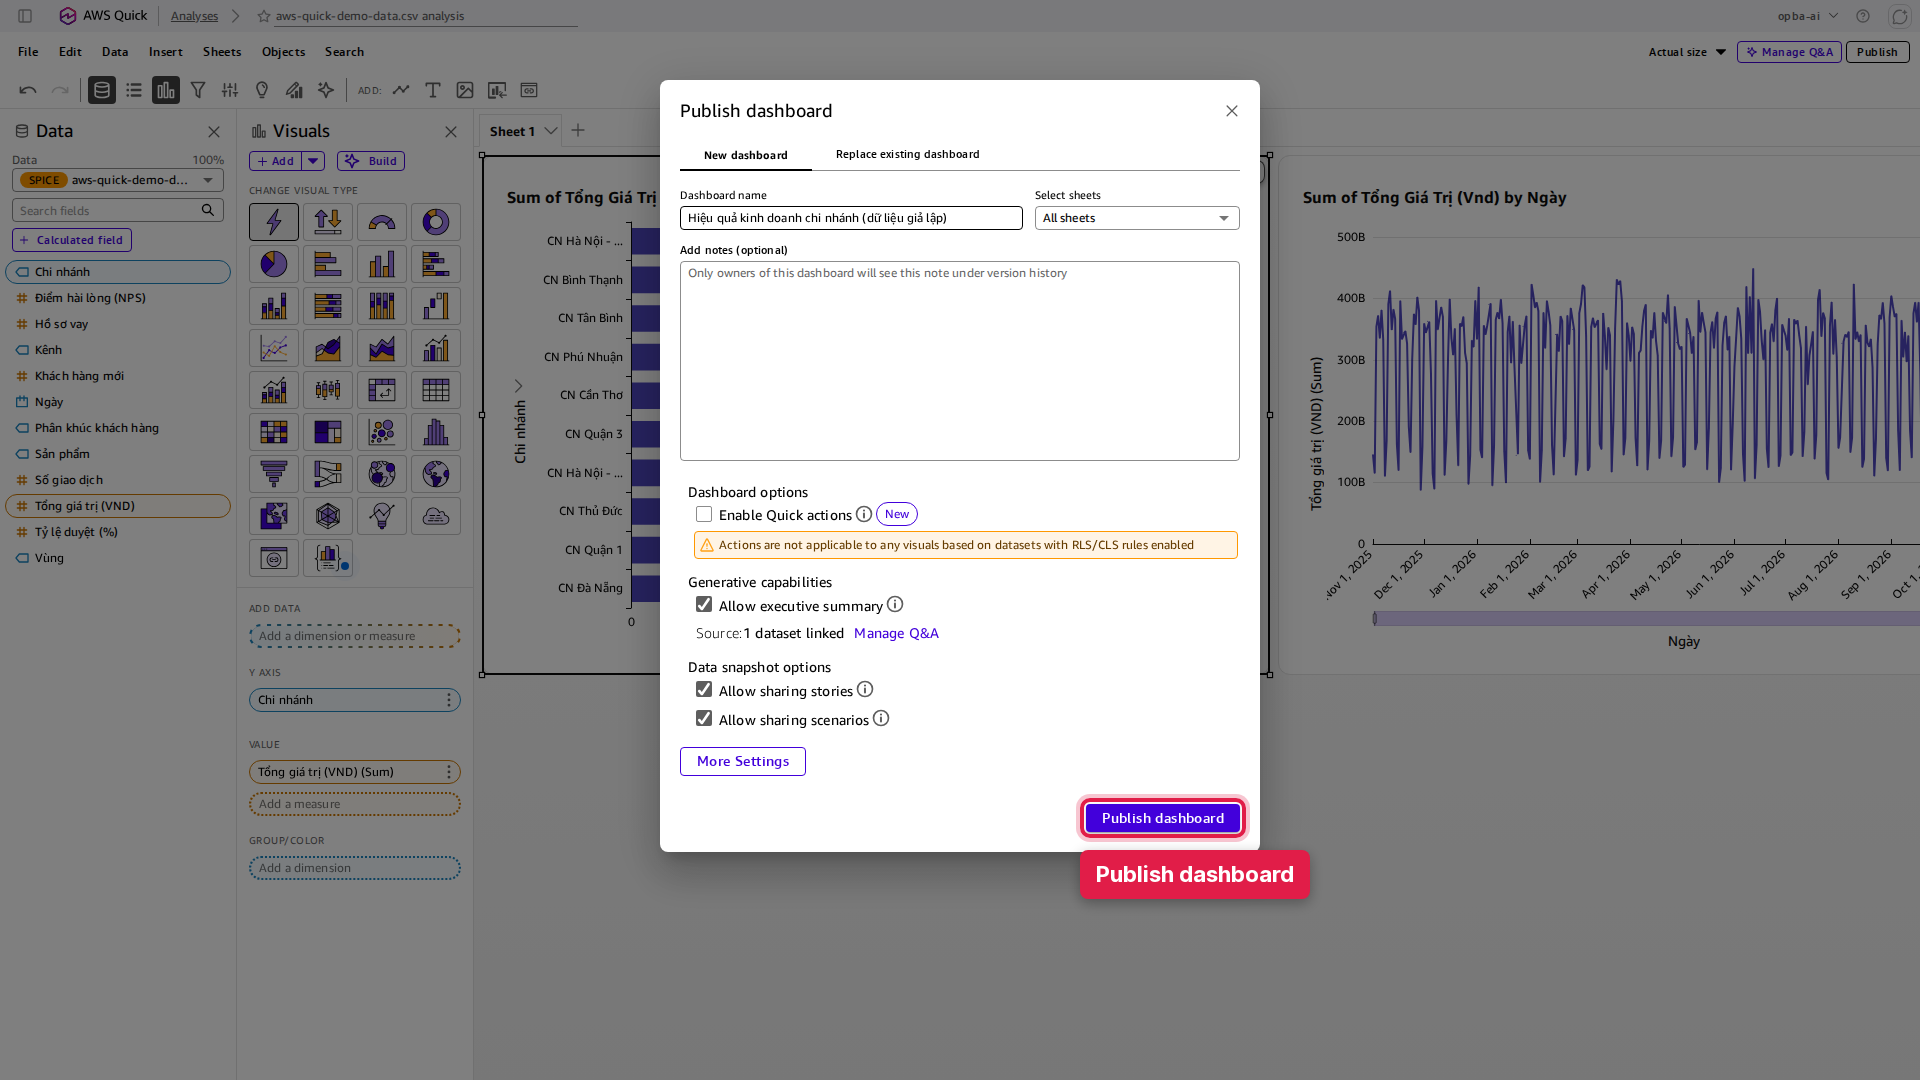 AWS Quick
Analyses
aws-quick-demo-data.csv analysis
opba-ai
File Edit Data Insert Sheets Objects Search
Actual size
Manage Q&A
Publish
ADD:
Data
Data 100%
SPICE aws-quick-demo-d...
Search fields
Calculated field
Chi nhánh
Điểm hài lòng (NPS)
Hồ sơ vay
Kênh
Khách hàng mới
Ngày
Phân khúc khách hàng
Sản phẩm
Số giao dịch
Tổng giá trị (VND)
Tỷ lệ duyệt (%)
Vùng
Visuals
Add
Build
CHANGE VISUAL TYPE
ADD DATA
Add a dimension or measure
Y AXIS
Chi nhánh
VALUE
Tổng giá trị (VND) (Sum)
Add a measure
GROUP/COLOR
Add a dimension
Sheet 1
Sum of Tổng Giá Trị
Chi nhánh
CN Hà Nội - ...
CN Bình Thạnh
CN Tân Bình
CN Phú Nhuận
CN Cần Thơ
CN Quận 3
CN Hà Nội - ...
CN Thủ Đức
CN Quận 1
CN Đà Nẵng
0
Publish dashboard
New dashboard
Replace existing dashboard
Dashboard name
Hiệu quả kinh doanh chi nhánh (dữ liệu giả lập)
Select sheets
All sheets
Add notes (optional)
Only owners of this dashboard will see this note under version history
Dashboard options
Enable Quick actions
New
Actions are not applicable to any visuals based on datasets with RLS/CLS rules enabled
Generative capabilities
Allow executive summary
Source: 1 dataset linked Manage Q&A
Data snapshot options
Allow sharing stories
Allow sharing scenarios
More Settings
Publish dashboard
Publish dashboard
Sum of Tổng Giá Trị (Vnd) by Ngày
Tổng giá trị (VND) (Sum)
500B
400B
300B
200B
100B
0
Nov 1, 2025
Dec 1, 2025
Jan 1, 2026
Feb 1, 2026
Mar 1, 2026
Apr 1, 2026
May 1, 2026
Jun 1, 2026
Jul 1, 2026
Aug 1, 2026
Sep 1, 2026
Oct 1,
Ngày